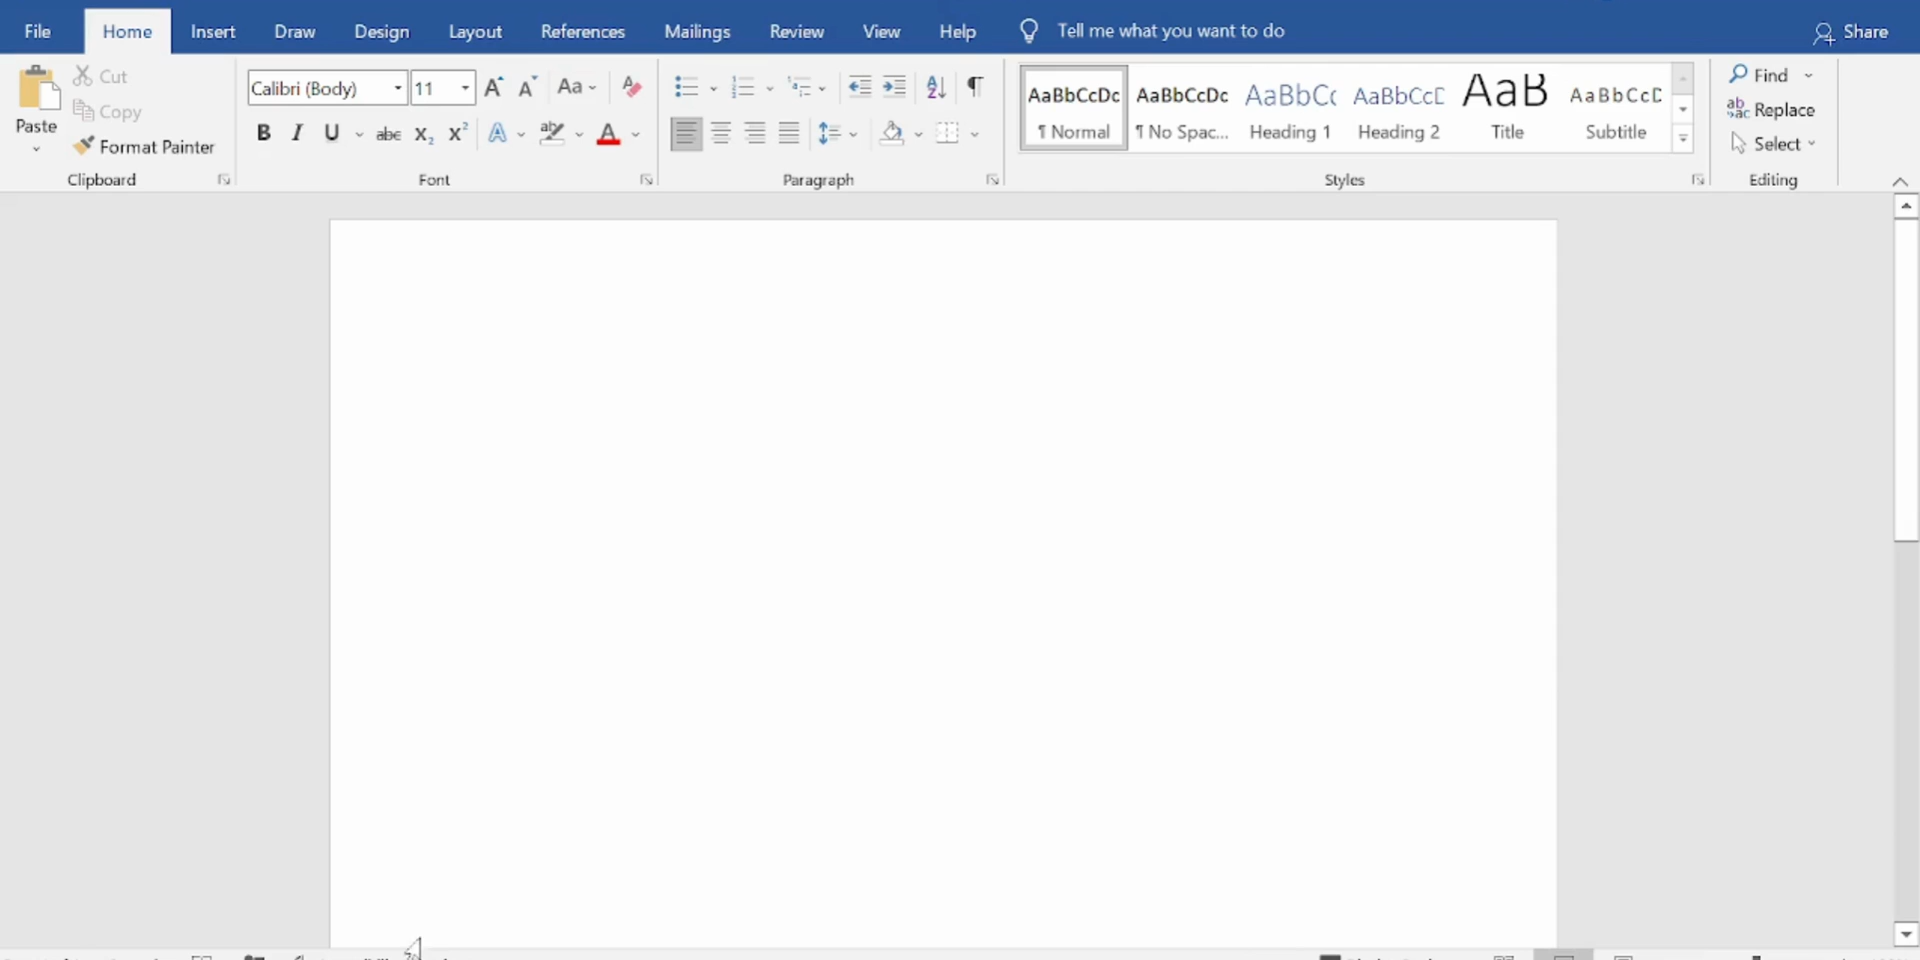 File Home Insert Draw Design Layout References Mailings Review View Help Tell me what you want to do Share
Paste
Cut
Copy
Format Painter
Clipboard
Calibri (Body) 11 Aa
B I U abc X₂ X² A aby A
Font
A Z ¶
Paragraph
AaBbCcDc AaBbCcDc AaBbCc AaBbCcD AaB AaBbCcD
¶ Normal ¶ No Spac... Heading 1 Heading 2 Title Subtitle
Styles
Find
Replace
Select
Editing